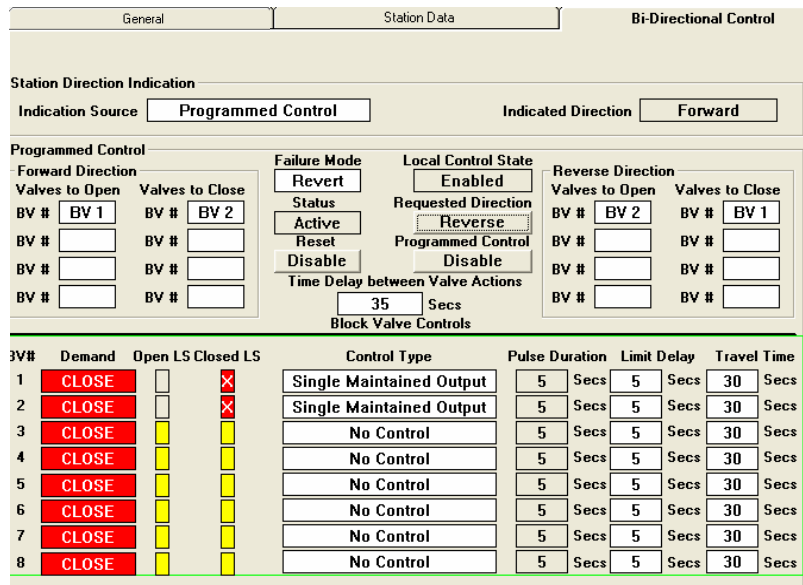 General Station Data Bi-Directional Control
Station Direction Indication
Indication Source Programmed Control Indicated Direction Forward
Programmed Control
Forward Direction Failure Mode Local Control State Reverse Direction
Valves to Open Valves to Close Revert Enabled Valves to Open Valves to Close
BV # BV 1 BV # BV 2 Status Requested Direction BV # BV 2 BV # BV 1
Active Reverse
BV # BV # Reset Programmed Control BV # BV #
BV # BV # Disable Disable BV # BV #
Time Delay between Valve Actions
BV # BV # 35 Secs BV # BV #
Block Valve Controls
BV# Demand Open LS Closed LS Control Type Pulse Duration Limit Delay Travel Time
1 CLOSE X Single Maintained Output 5 Secs 5 Secs 30 Secs
2 CLOSE X Single Maintained Output 5 Secs 5 Secs 30 Secs
3 CLOSE No Control 5 Secs 5 Secs 30 Secs
4 CLOSE No Control 5 Secs 5 Secs 30 Secs
5 CLOSE No Control 5 Secs 5 Secs 30 Secs
6 CLOSE No Control 5 Secs 5 Secs 30 Secs
7 CLOSE No Control 5 Secs 5 Secs 30 Secs
8 CLOSE No Control 5 Secs 5 Secs 30 Secs